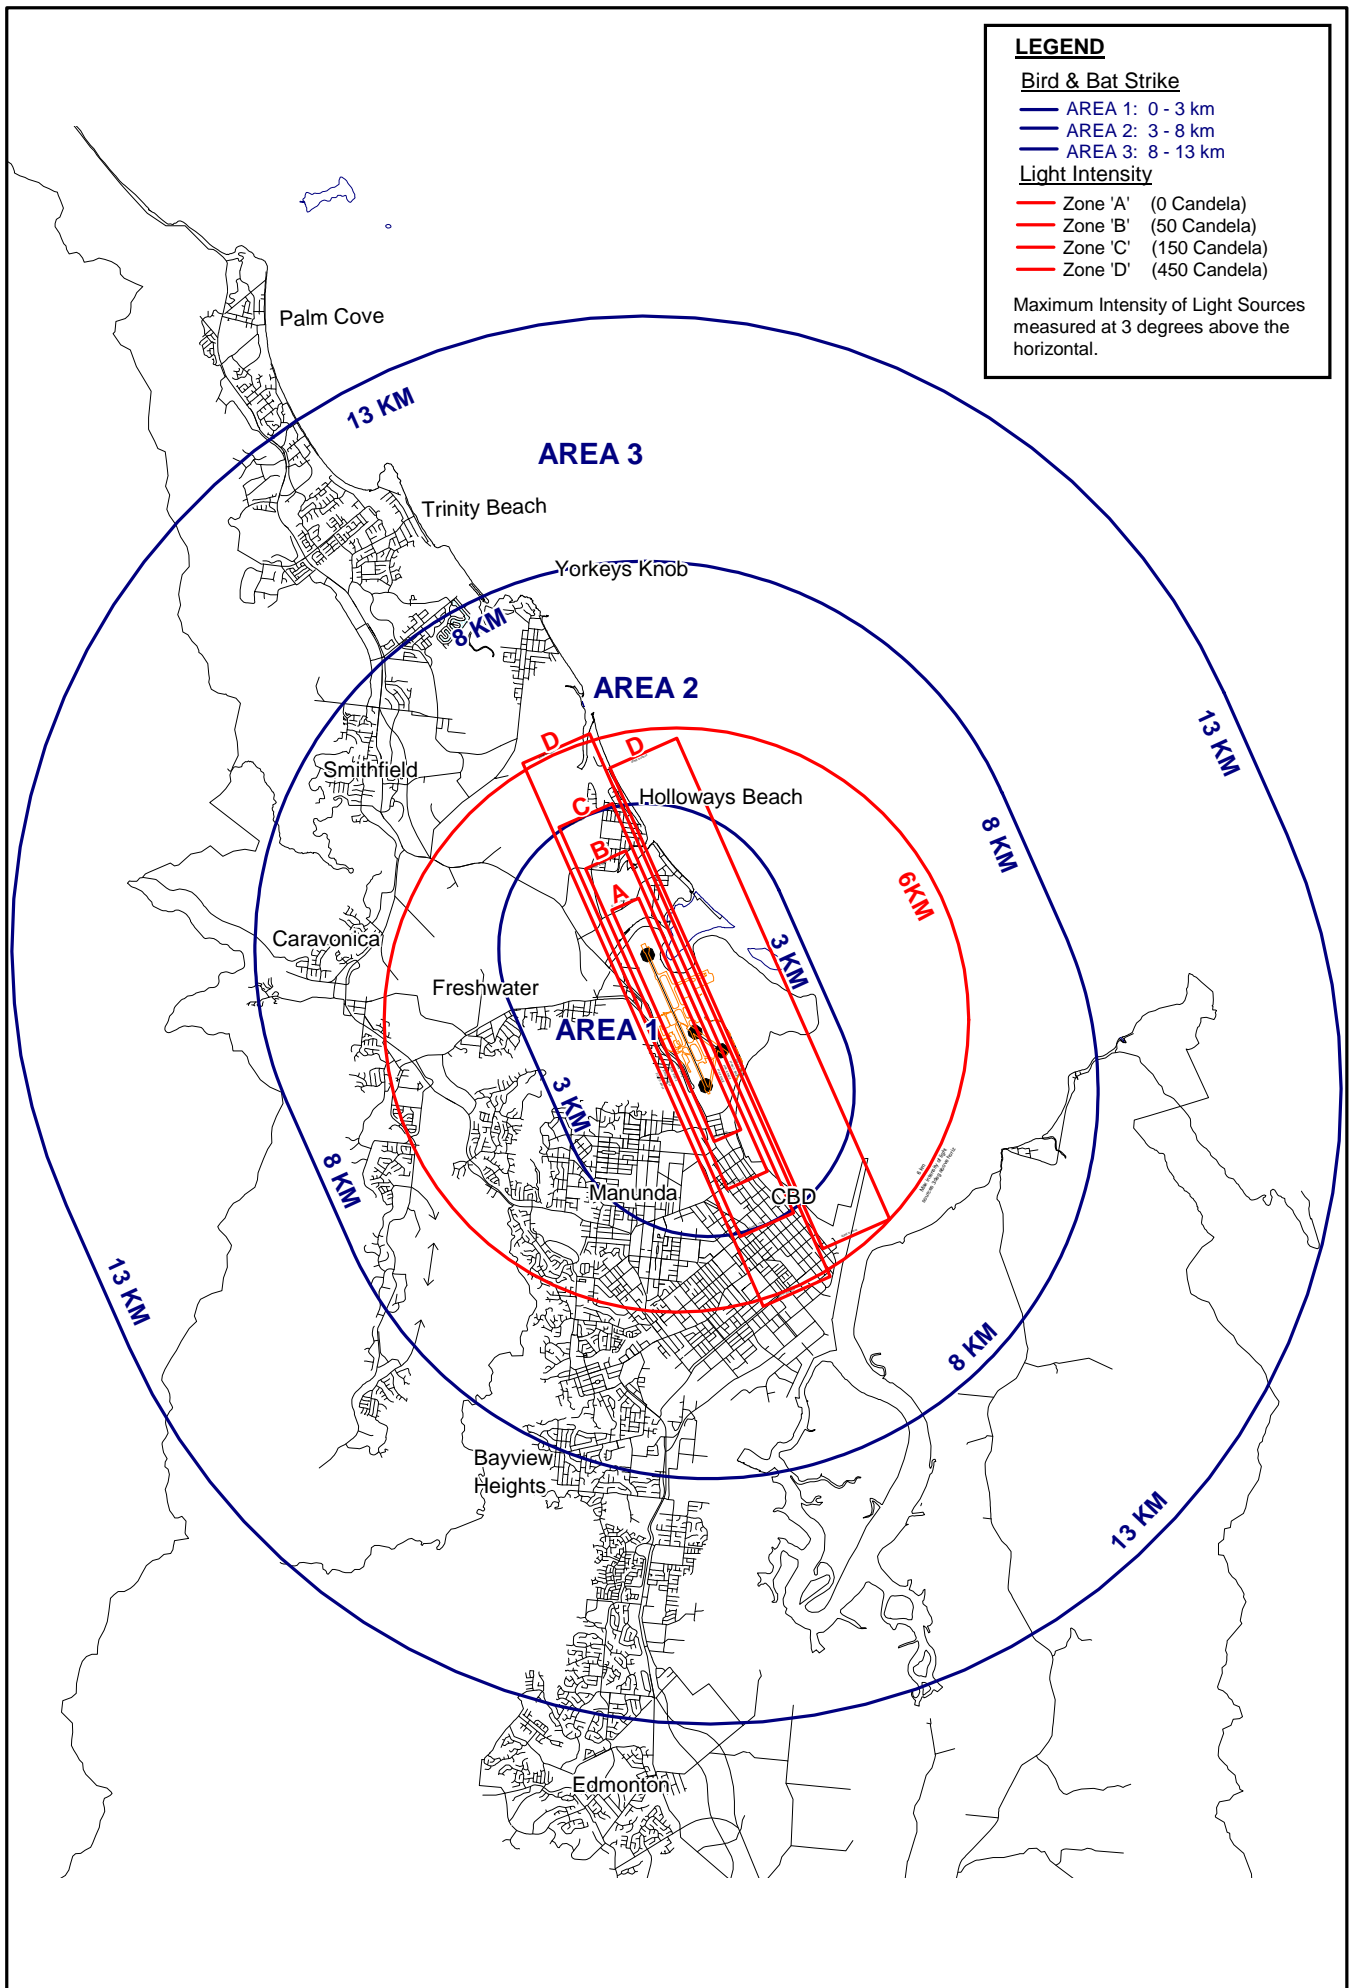 LEGEND
Bird & Bat Strike
AREA 1: 0 - 3 km
AREA 2: 3 - 8 km
AREA 3: 8 - 13 km
Light Intensity
Zone 'A' (0 Candela)
Zone 'B' (50 Candela)
Zone 'C' (150 Candela)
Zone 'D' (450 Candela)
Maximum Intensity of Light Sources
measured at 3 degrees above the
horizontal.
Palm Cove
13 KM
AREA 3
Trinity Beach
Yorkeys Knob
8 KM
AREA 2
13 KM
D
D
Smithfield
Holloways Beach
C
8 KM
B
A
6KM
Caravonica
3 KM
Freshwater
AREA 1
3 KM
8 KM
Manunda
CBD
13 KM
8 KM
Bayview
Heights
13 KM
Edmonton